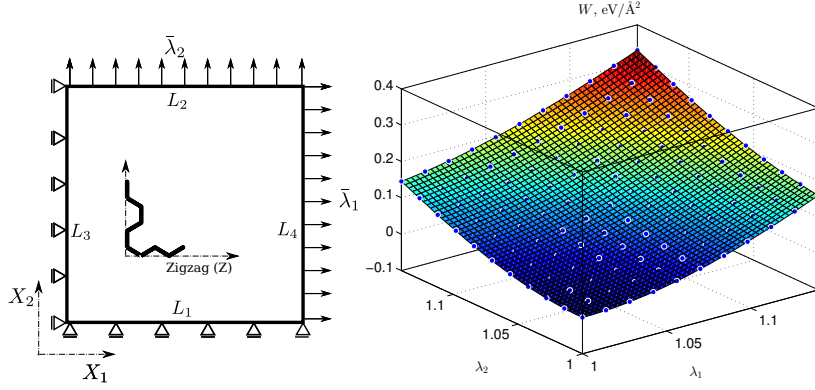 λ̄₂
L₂
λ̄₁
L₃
L₄
Zigzag (Z)
X₂
L₁
X₁
W, eV/Å²
0.4
0.3
0.2
0.1
0
−0.1
1.1
1.05
1
λ₂
1
1.05
1.1
λ₁